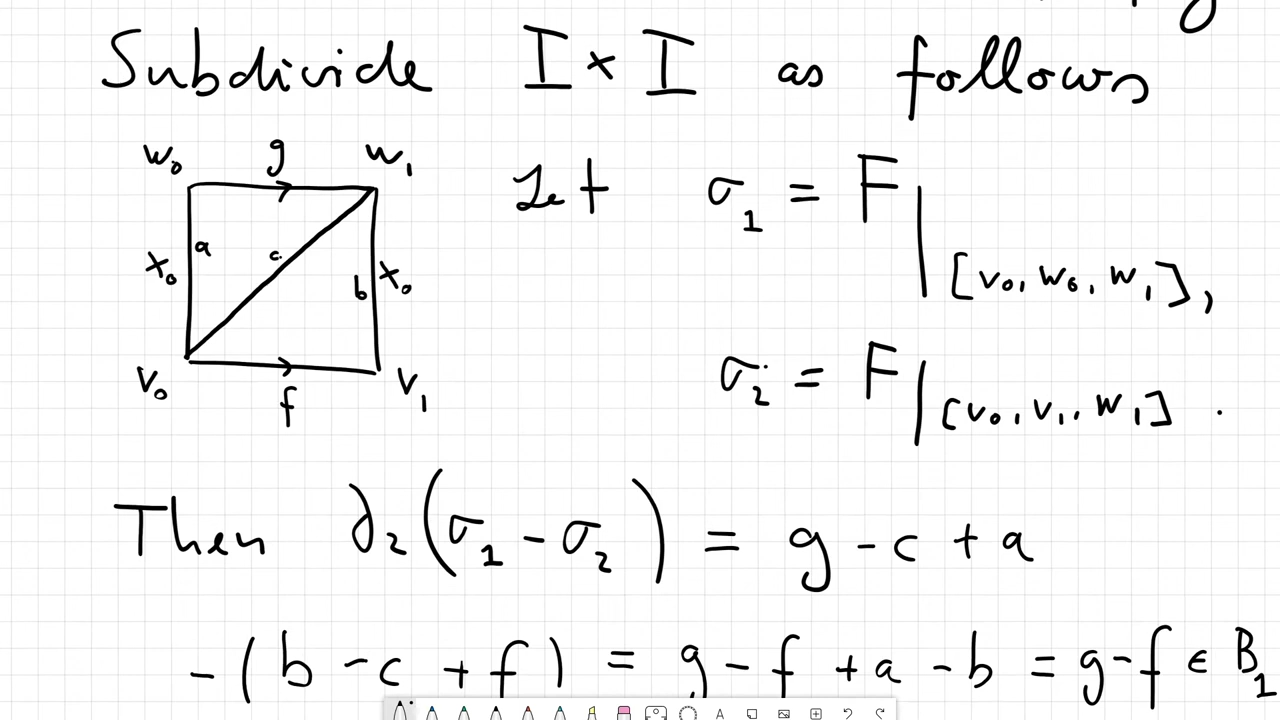 Subdivide I × I as follows
w₀ g w₁
Let σ₁ = F|[v₀, w₀, w₁],
x₀ a c b x₀
σ₂ = F|[v₀, v₁, w₁].
v₀ f v₁
Then ∂₂(σ₁ - σ₂) = g - c + a
- (b - c + f) = g - f + a - b = g - f ∈ B₁